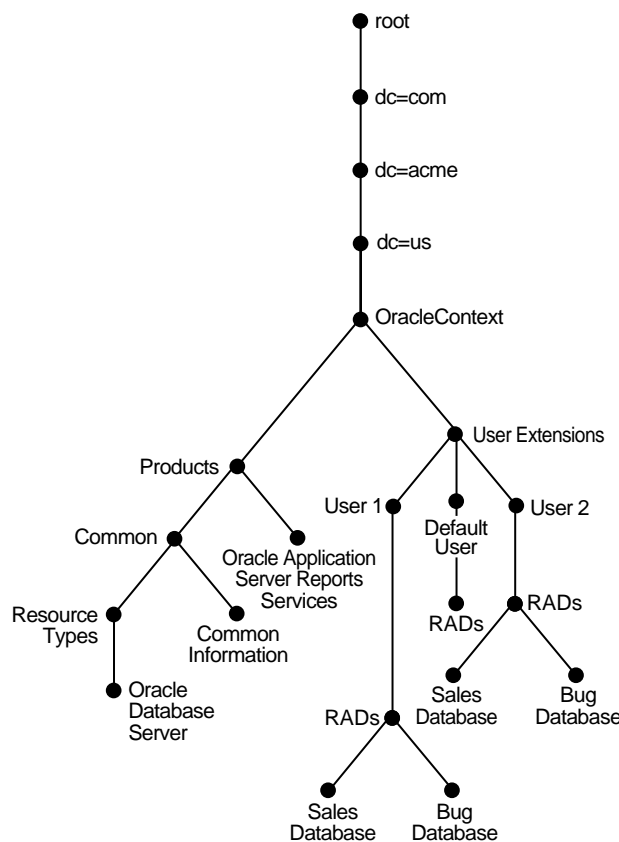 root
dc=com
dc=acme
dc=us
OracleContext
User Extensions
Products
User 1
Default
User
User 2
Common
Oracle Application
Server Reports
Services
Resource
Types
Common
Information
RADs
RADs
Oracle
Database
Server
Sales
Database
Bug
Database
RADs
Sales
Database
Bug
Database